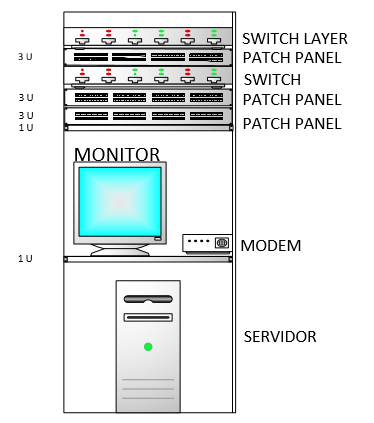 SWITCH LAYER
3 U PATCH PANEL
SWITCH
3 U PATCH PANEL
3 U PATCH PANEL
1 U
MONITOR
MODEM
1 U
SERVIDOR